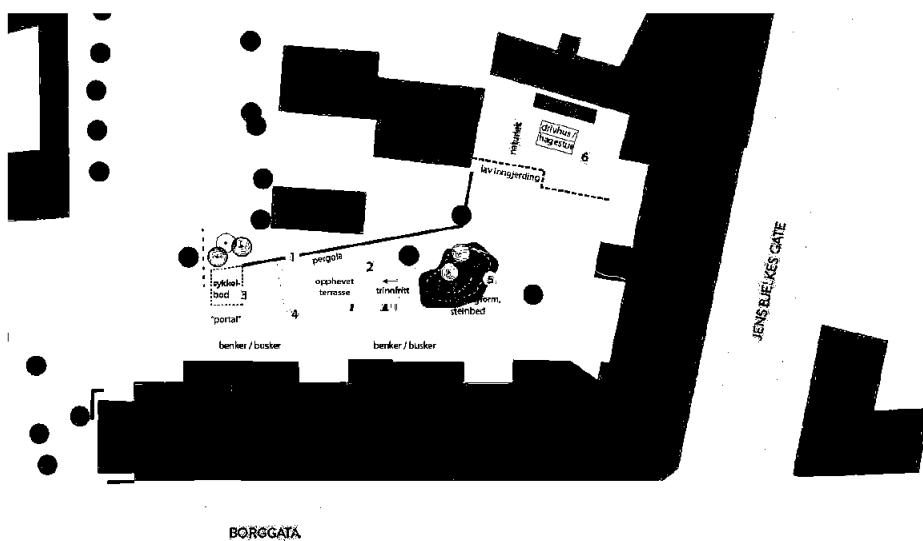 drivhus /
hagestue
naturlek
6
lav inngjerding
1
pergola
2
sykkel-
bod
3
opphevet
terrasse
trinnfritt
5
steinbed
"portal"
4
benker / busker
benker / busker
JENS BJELKES GATE
BORGGATA